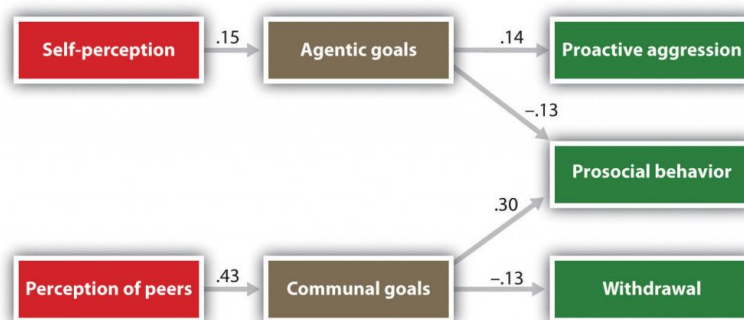 Self-perception
.15
Agentic goals
.14
Proactive aggression
–.13
Prosocial behavior
.30
Perception of peers
.43
Communal goals
–.13
Withdrawal